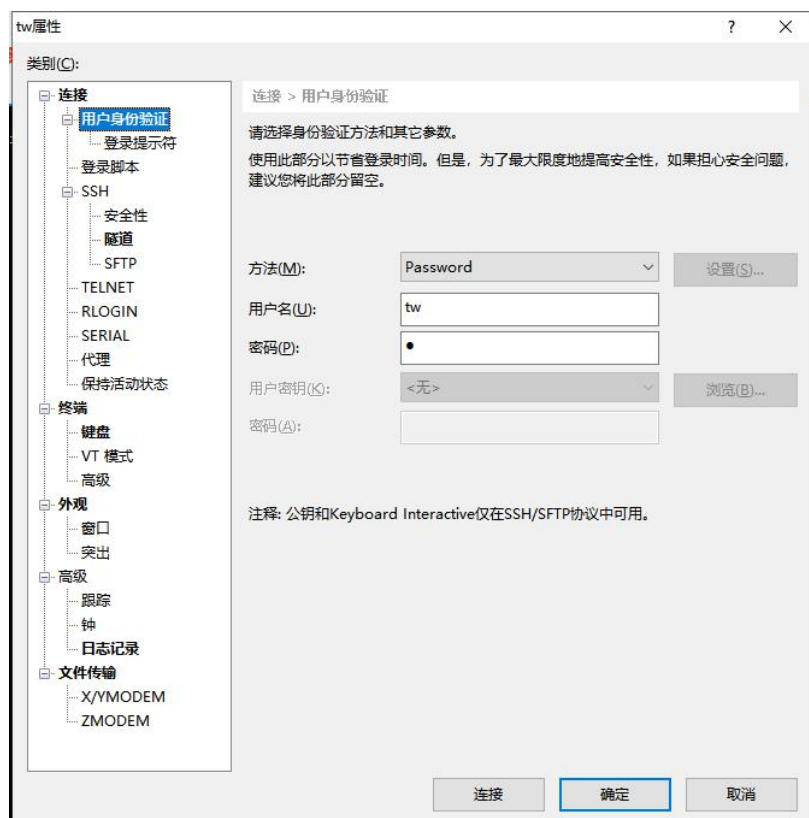 tw属性
类别(C):
连接
用户身份验证
登录提示符
登录脚本
SSH
安全性
隧道
SFTP
TELNET
RLOGIN
SERIAL
代理
保持活动状态
终端
键盘
VT 模式
高级
外观
窗口
突出
高级
跟踪
钟
日志记录
文件传输
X/YMODEM
ZMODEM
连接 > 用户身份验证
请选择身份验证方法和其它参数。
使用此部分以节省登录时间。但是，为了最大限度地提高安全性，如果担心安全问题，
建议您将此部分留空。
方法(M): Password 设置(S)...
用户名(U): tw
密码(P): ●
用户密钥(K): <无> 浏览(B)...
密码(A):
注释: 公钥和Keyboard Interactive仅在SSH/SFTP协议中可用。
连接 确定 取消